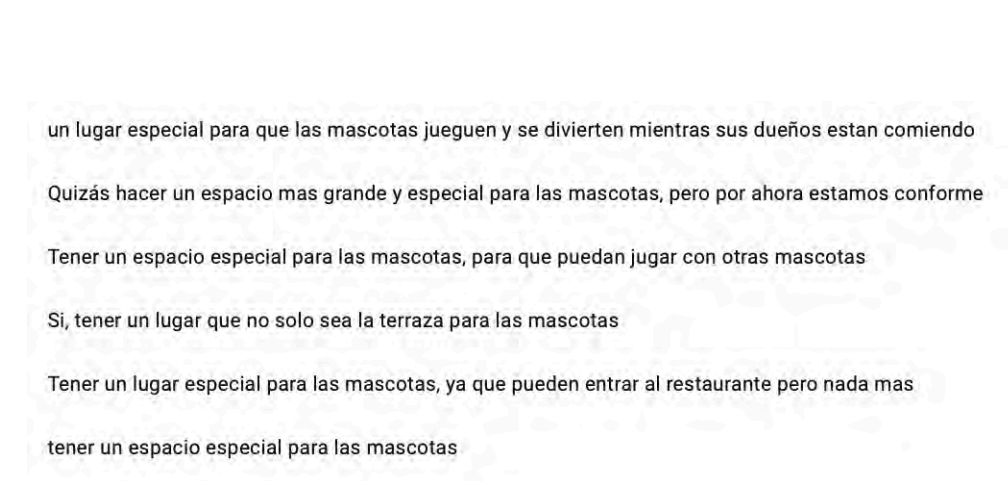 un lugar especial para que las mascotas jueguen y se divierten mientras sus dueños estan comiendo
Quizás hacer un espacio mas grande y especial para las mascotas, pero por ahora estamos conforme
Tener un espacio especial para las mascotas, para que puedan jugar con otras mascotas
Si, tener un lugar que no solo sea la terraza para las mascotas
Tener un lugar especial para las mascotas, ya que pueden entrar al restaurante pero nada mas
tener un espacio especial para las mascotas